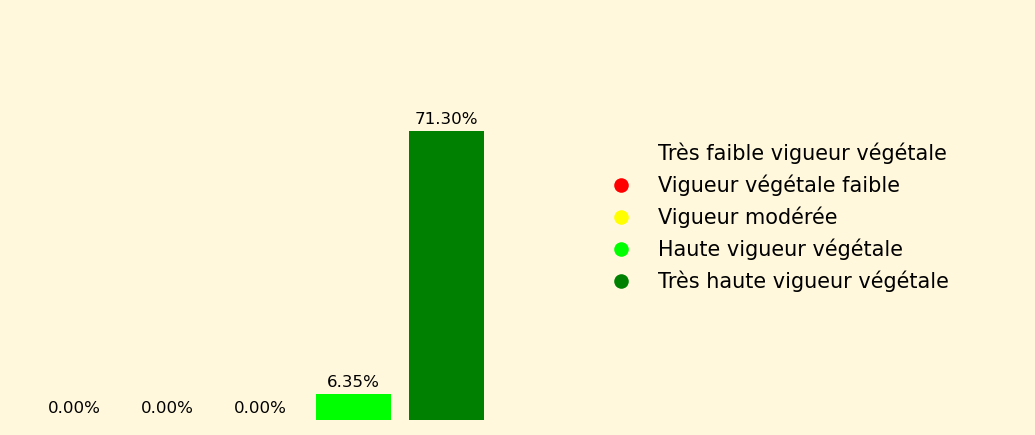 71.30%
6.35%
0.00%
0.00%
0.00%
Très faible vigueur végétale
Vigueur végétale faible
Vigueur modérée
Haute vigueur végétale
Très haute vigueur végétale